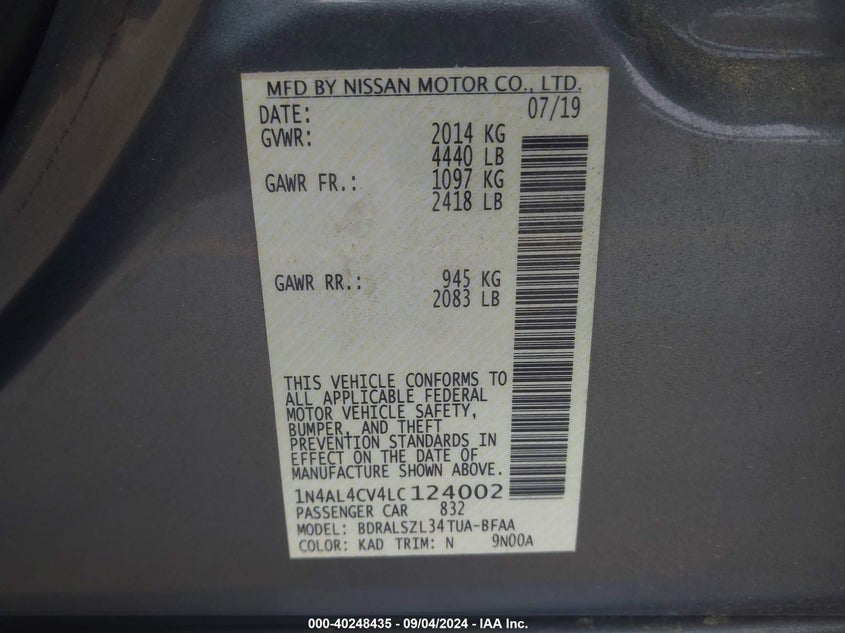 MFD BY NISSAN MOTOR CO., LTD.
DATE: 07/19
GVWR: 2014 KG
4440 LB
GAWR FR.: 1097 KG
2418 LB
GAWR RR.: 945 KG
2083 LB
THIS VEHICLE CONFORMS TO
ALL APPLICABLE FEDERAL
MOTOR VEHICLE SAFETY,
BUMPER, AND THEFT
PREVENTION STANDARDS IN
EFFECT ON THE DATE OF
MANUFACTURE SHOWN ABOVE.
1N4AL4CV4LC124002
PASSENGER CAR 832
MODEL: BDRALSZL34TUA-BFAA
COLOR: KAD TRIM: N 9N00A
000-40248435 - 09/04/2024 - IAA Inc.